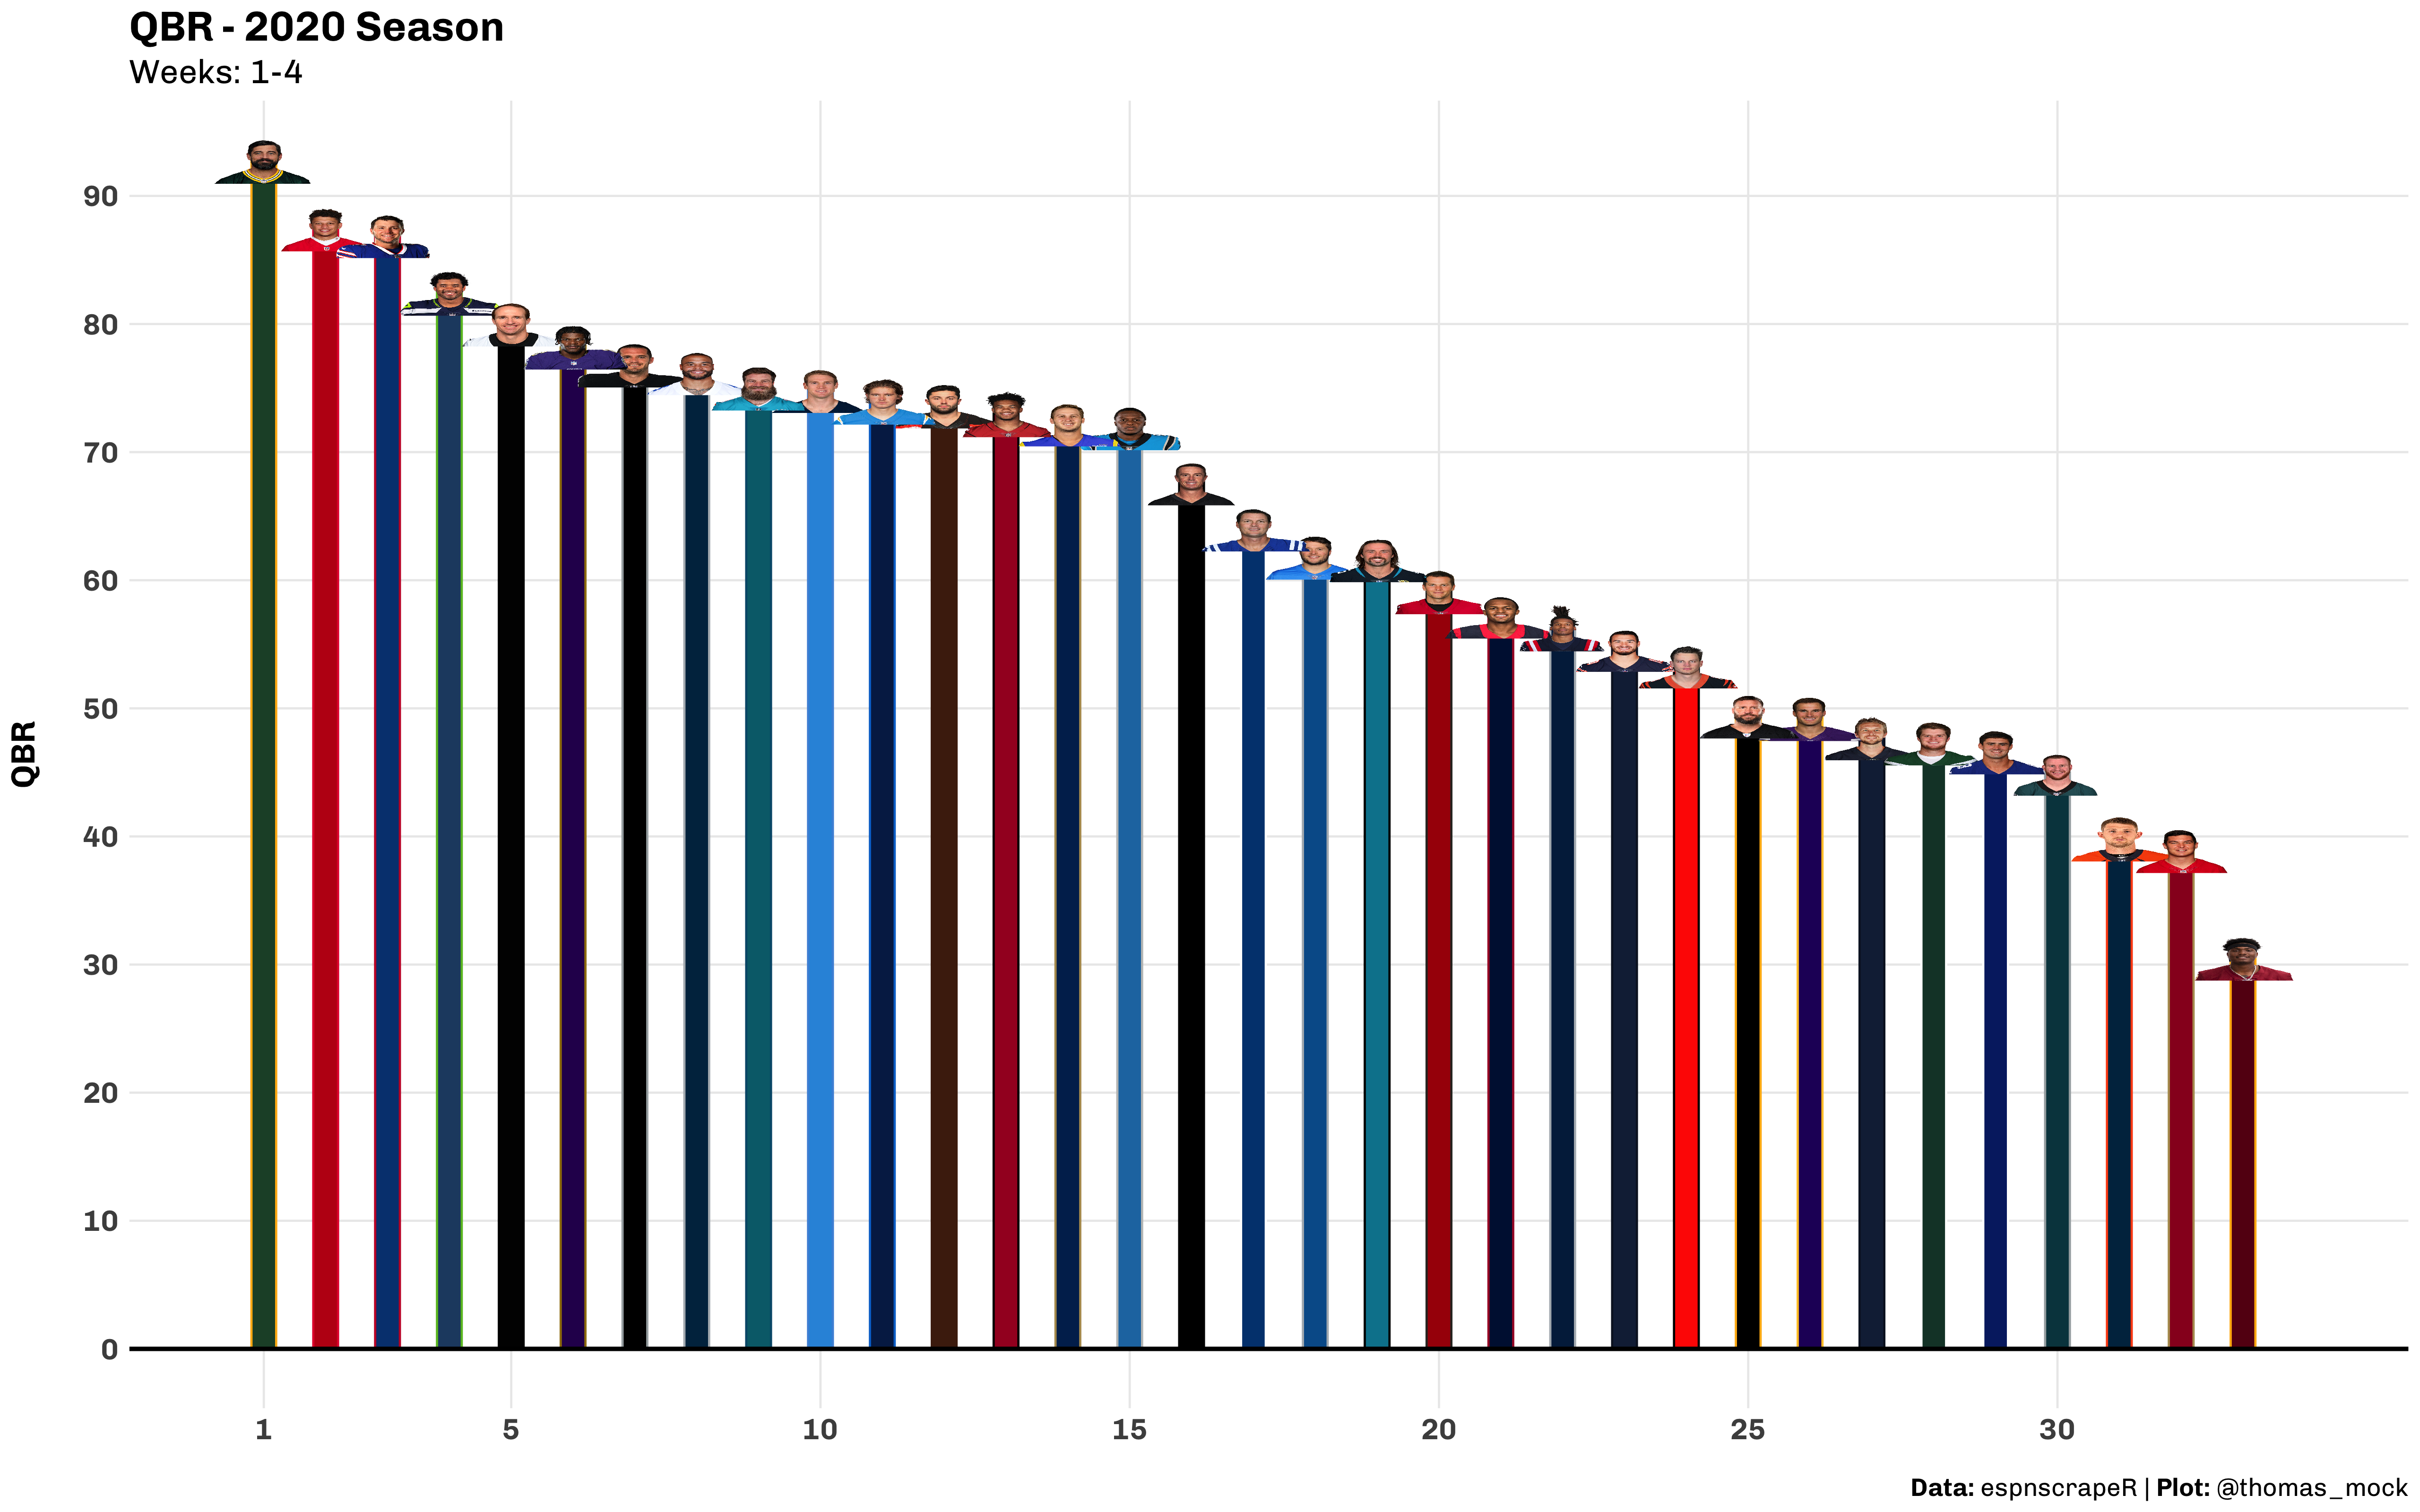 QBR - 2020 Season
Weeks: 1-4
QBR
90
80
70
60
50
40
30
20
10
0
1 5 10 15 20 25 30
Data: espnscrapeR | Plot: @thomas_mock